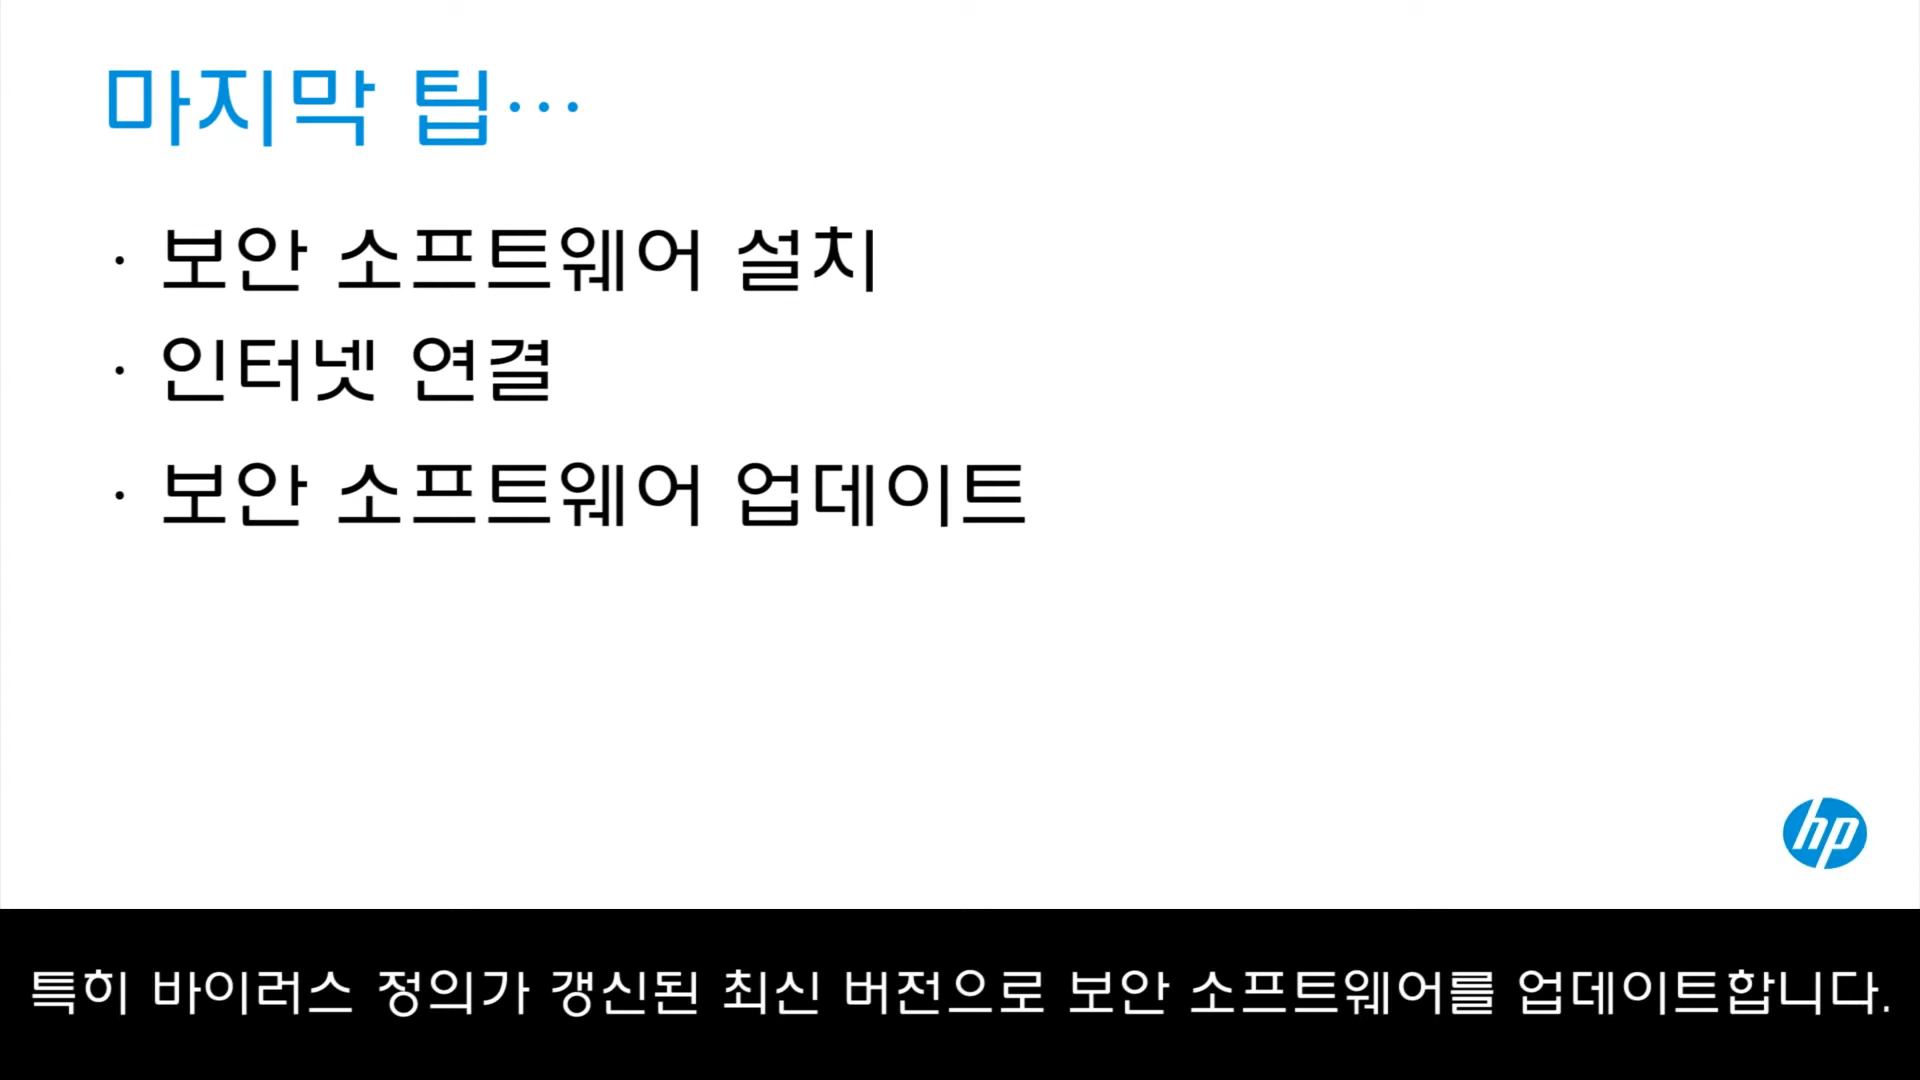 마지막 팁…
· 보안 소프트웨어 설치
· 인터넷 연결
· 보안 소프트웨어 업데이트
hp
특히 바이러스 정의가 갱신된 최신 버전으로 보안 소프트웨어를 업데이트합니다.